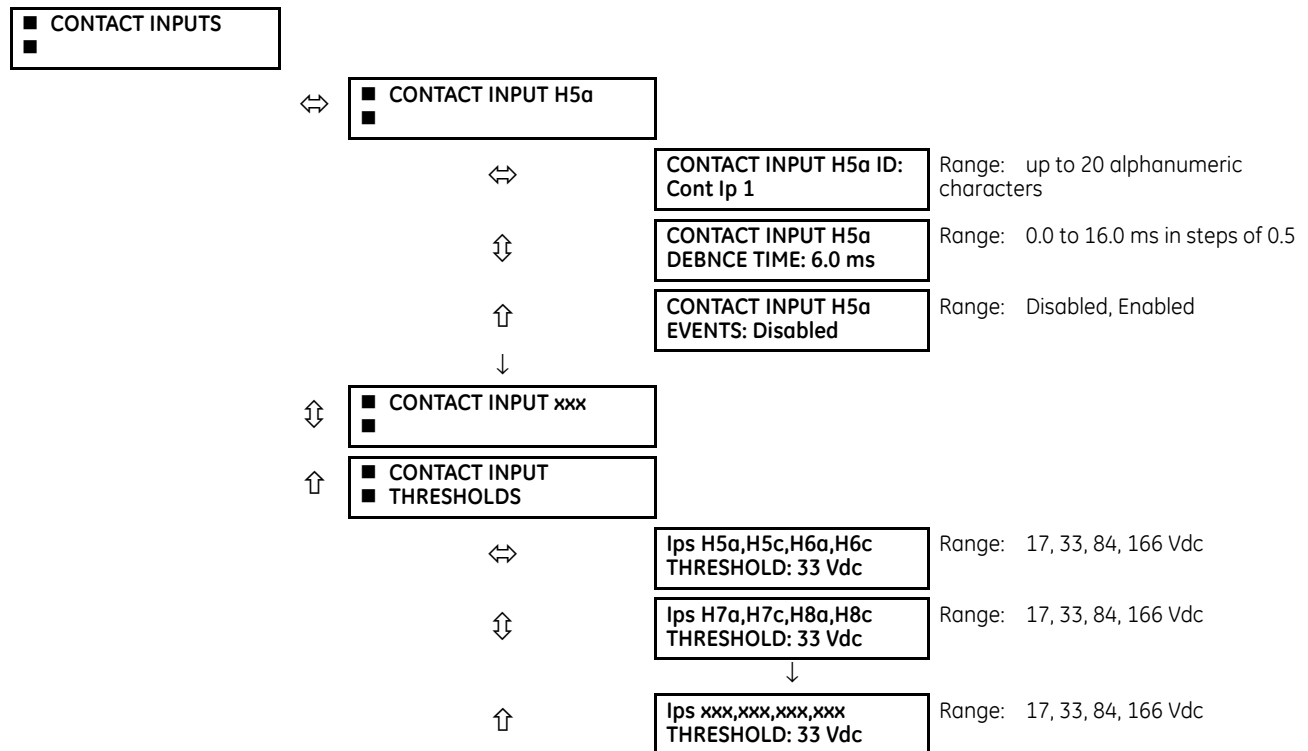 ■ CONTACT INPUTS
■
■ CONTACT INPUT H5a
■
CONTACT INPUT H5a ID:
Cont Ip 1
Range: up to 20 alphanumeric
characters
CONTACT INPUT H5a
DEBNCE TIME: 6.0 ms
Range: 0.0 to 16.0 ms in steps of 0.5
CONTACT INPUT H5a
EVENTS: Disabled
Range: Disabled, Enabled
↓
■ CONTACT INPUT xxx
■
■ CONTACT INPUT
■ THRESHOLDS
Ips H5a,H5c,H6a,H6c
THRESHOLD: 33 Vdc
Range: 17, 33, 84, 166 Vdc
Ips H7a,H7c,H8a,H8c
THRESHOLD: 33 Vdc
Range: 17, 33, 84, 166 Vdc
↓
Ips xxx,xxx,xxx,xxx
THRESHOLD: 33 Vdc
Range: 17, 33, 84, 166 Vdc